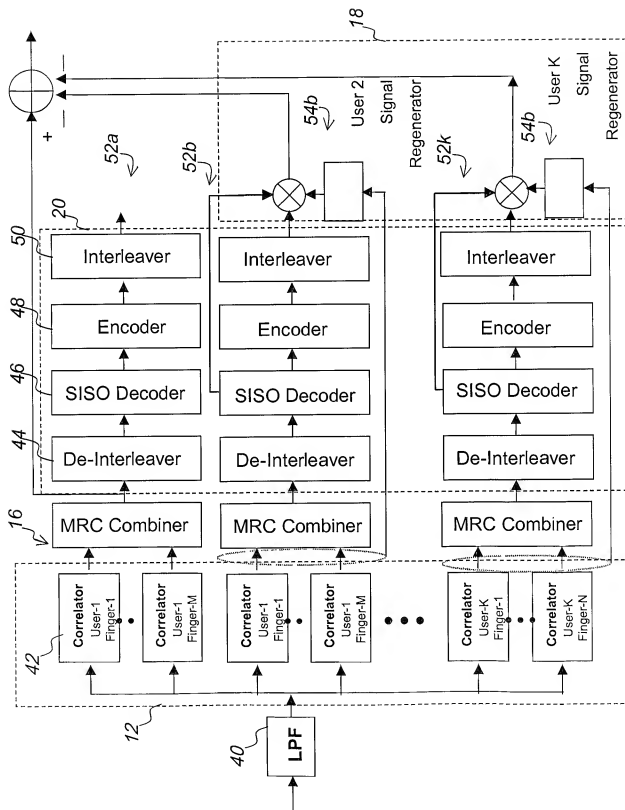 12
40
LPF
42
Correlator
User-1
Finger-1
Correlator
User-1
Finger-M
Correlator
User-1
Finger-1
Correlator
User-1
Finger-M
Correlator
User-K
Finger-1
Correlator
User-K
Finger-N
16
MRC Combiner
MRC Combiner
MRC Combiner
44
De-Interleaver
De-Interleaver
De-Interleaver
46
SISO Decoder
SISO Decoder
SISO Decoder
48
Encoder
Encoder
Encoder
50
20
Interleaver
Interleaver
Interleaver
52a
52b
52k
+
—
—
54b
User 2
Signal
Regenerator
54b
User K
Signal
Regenerator
18